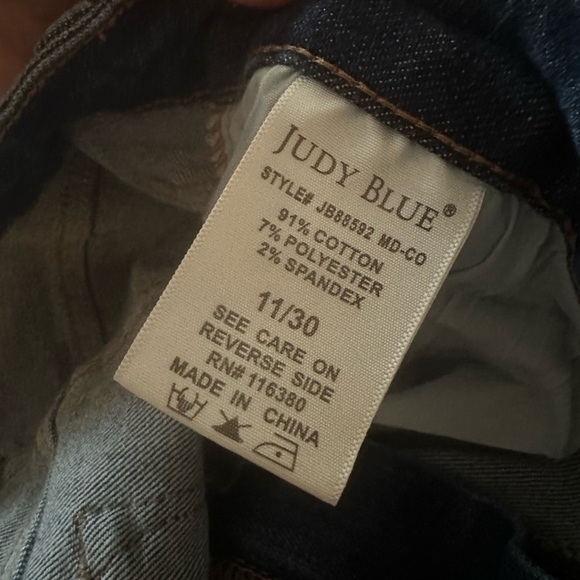 JUDY BLUE®
STYLE# JB88592 MD-CO
91% COTTON
7% POLYESTER
2% SPANDEX
11/30
SEE CARE ON
REVERSE SIDE
RN# 116380
MADE IN CHINA